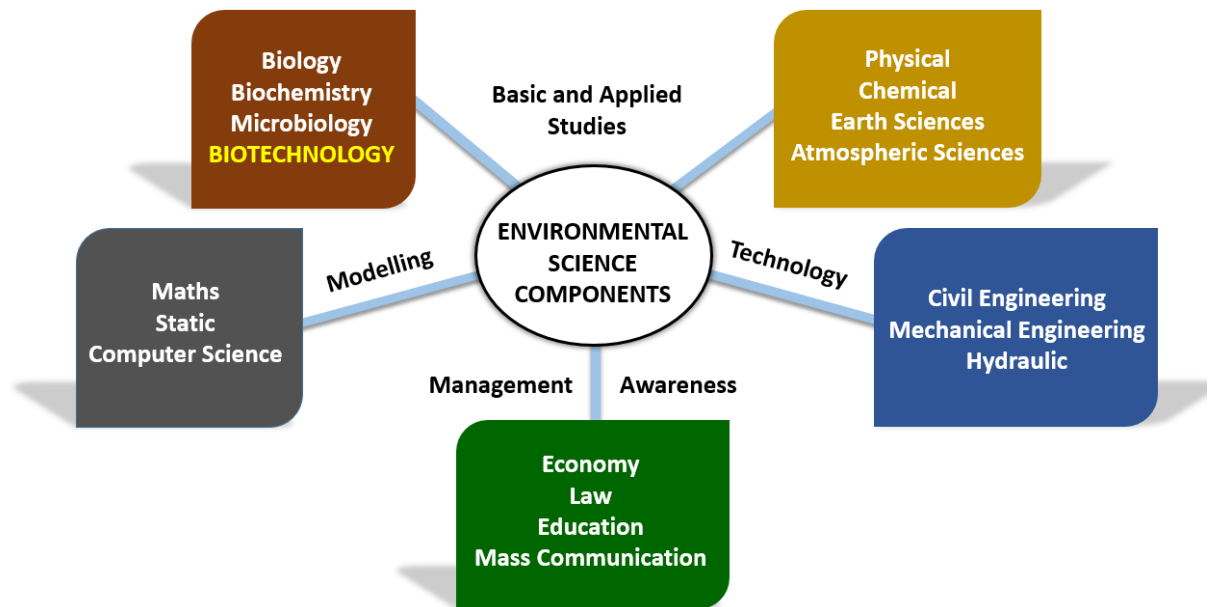 Biology
Biochemistry
Microbiology
BIOTECHNOLOGY
Basic and Applied
Studies
Physical
Chemical
Earth Sciences
Atmospheric Sciences
ENVIRONMENTAL
SCIENCE
COMPONENTS
Modelling
Technology
Maths
Static
Computer Science
Civil Engineering
Mechanical Engineering
Hydraulic
Management
Awareness
Economy
Law
Education
Mass Communication